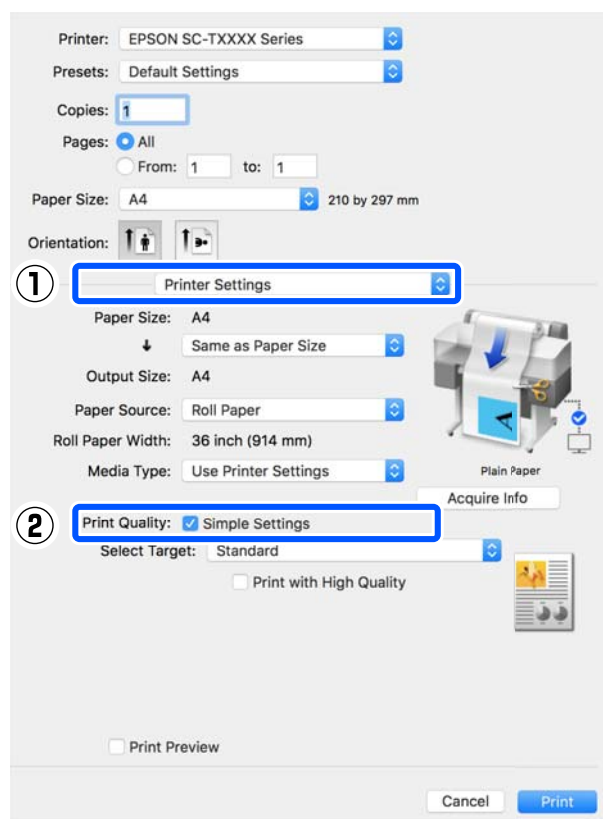 Printer: EPSON SC-TXXXX Series
Presets: Default Settings
Copies: 1
Pages: All
From: 1 to: 1
Paper Size: A4 210 by 297 mm
Orientation:
① Printer Settings
Paper Size: A4
Same as Paper Size
Output Size: A4
Paper Source: Roll Paper
Roll Paper Width: 36 inch (914 mm)
Media Type: Use Printer Settings
A
Plain Paper
Acquire Info
② Print Quality: Simple Settings
Select Target: Standard
Print with High Quality
Print Preview
Cancel Print